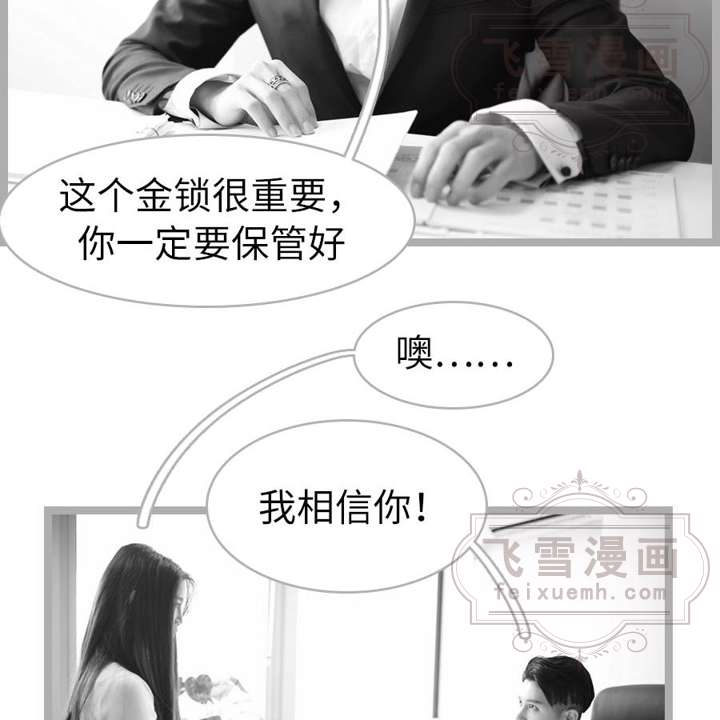 飞雪漫画
feixuemh.com
这个金锁很重要，
你一定要保管好
噢……
我相信你！
飞雪漫画
feixuemh.com